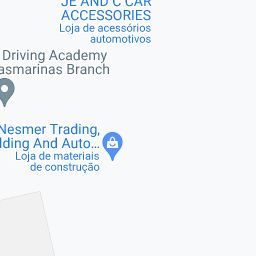 JE AND C CAR
ACCESSORIES
Loja de acessórios
automotivos
Driving Academy
asmarinas Branch
Nesmer Trading,
lding And Auto...
Loja de materiais
de construção